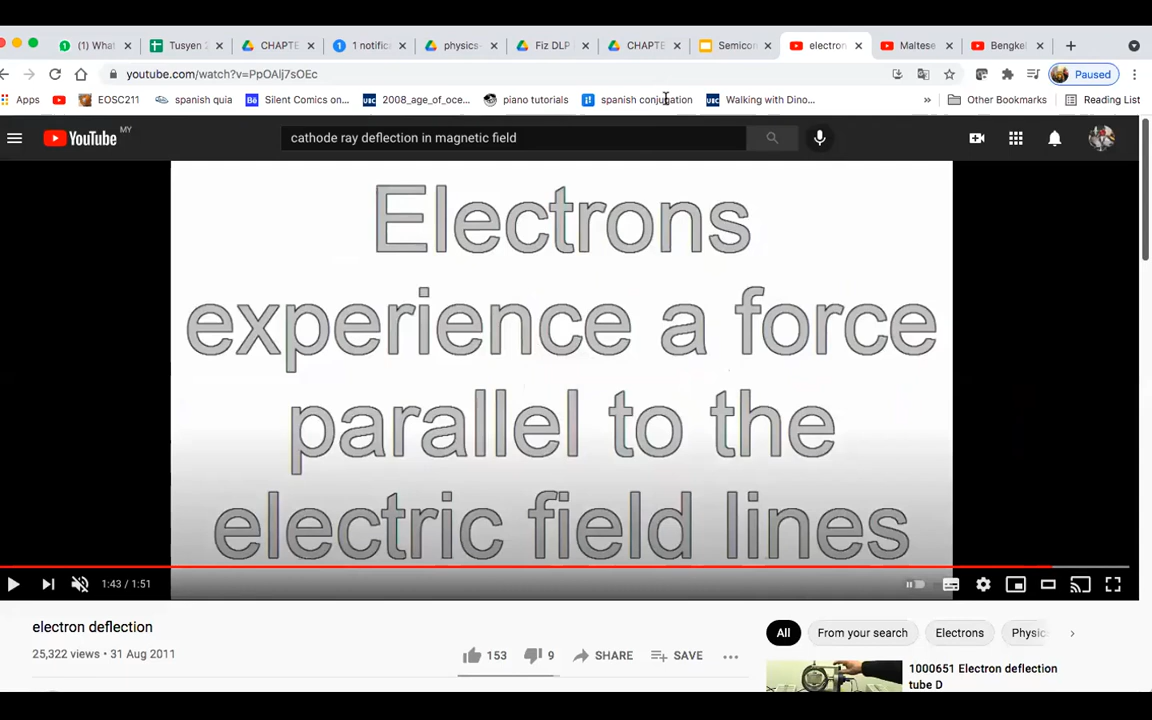 (1) What
Tusyen 2
CHAPTE
1 notific
physics-
Fiz DLP
CHAPTE
Semicor
electron
Maltese
Bengkel
youtube.com/watch?v=PpOAlj7sOEc
Paused
Apps
EOSC211
spanish quia
Silent Comics on...
2008_age_of_oce...
piano tutorials
spanish conjugation
Walking with Dino...
»
Other Bookmarks
Reading List
YouTube MY
cathode ray deflection in magnetic field
Electrons
experience a force
parallel to the
electric field lines
1:43 / 1:51
electron deflection
25,322 views • 31 Aug 2011
153
9
SHARE
SAVE
All
From your search
Electrons
Physic
1000651 Electron deflection
tube D